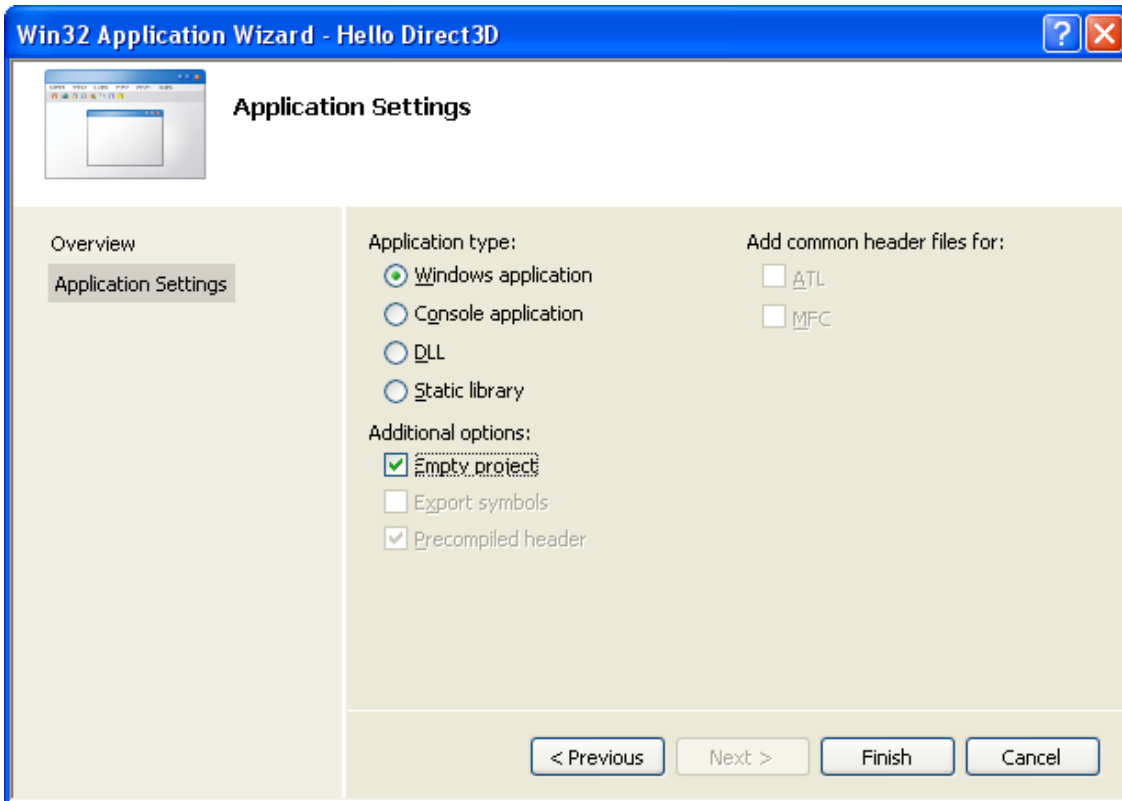 Win32 Application Wizard - Hello Direct3D
Application Settings
Overview
Application Settings
Application type:
Windows application
Console application
DLL
Static library
Additional options:
Empty project
Export symbols
Precompiled header
Add common header files for:
ATL
MFC
< Previous
Next >
Finish
Cancel